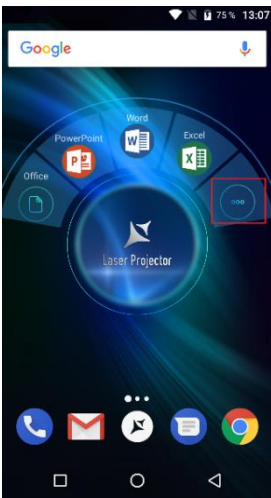 75 % 13:07
Google
Word
PowerPoint
Excel
Office
Laser Projector